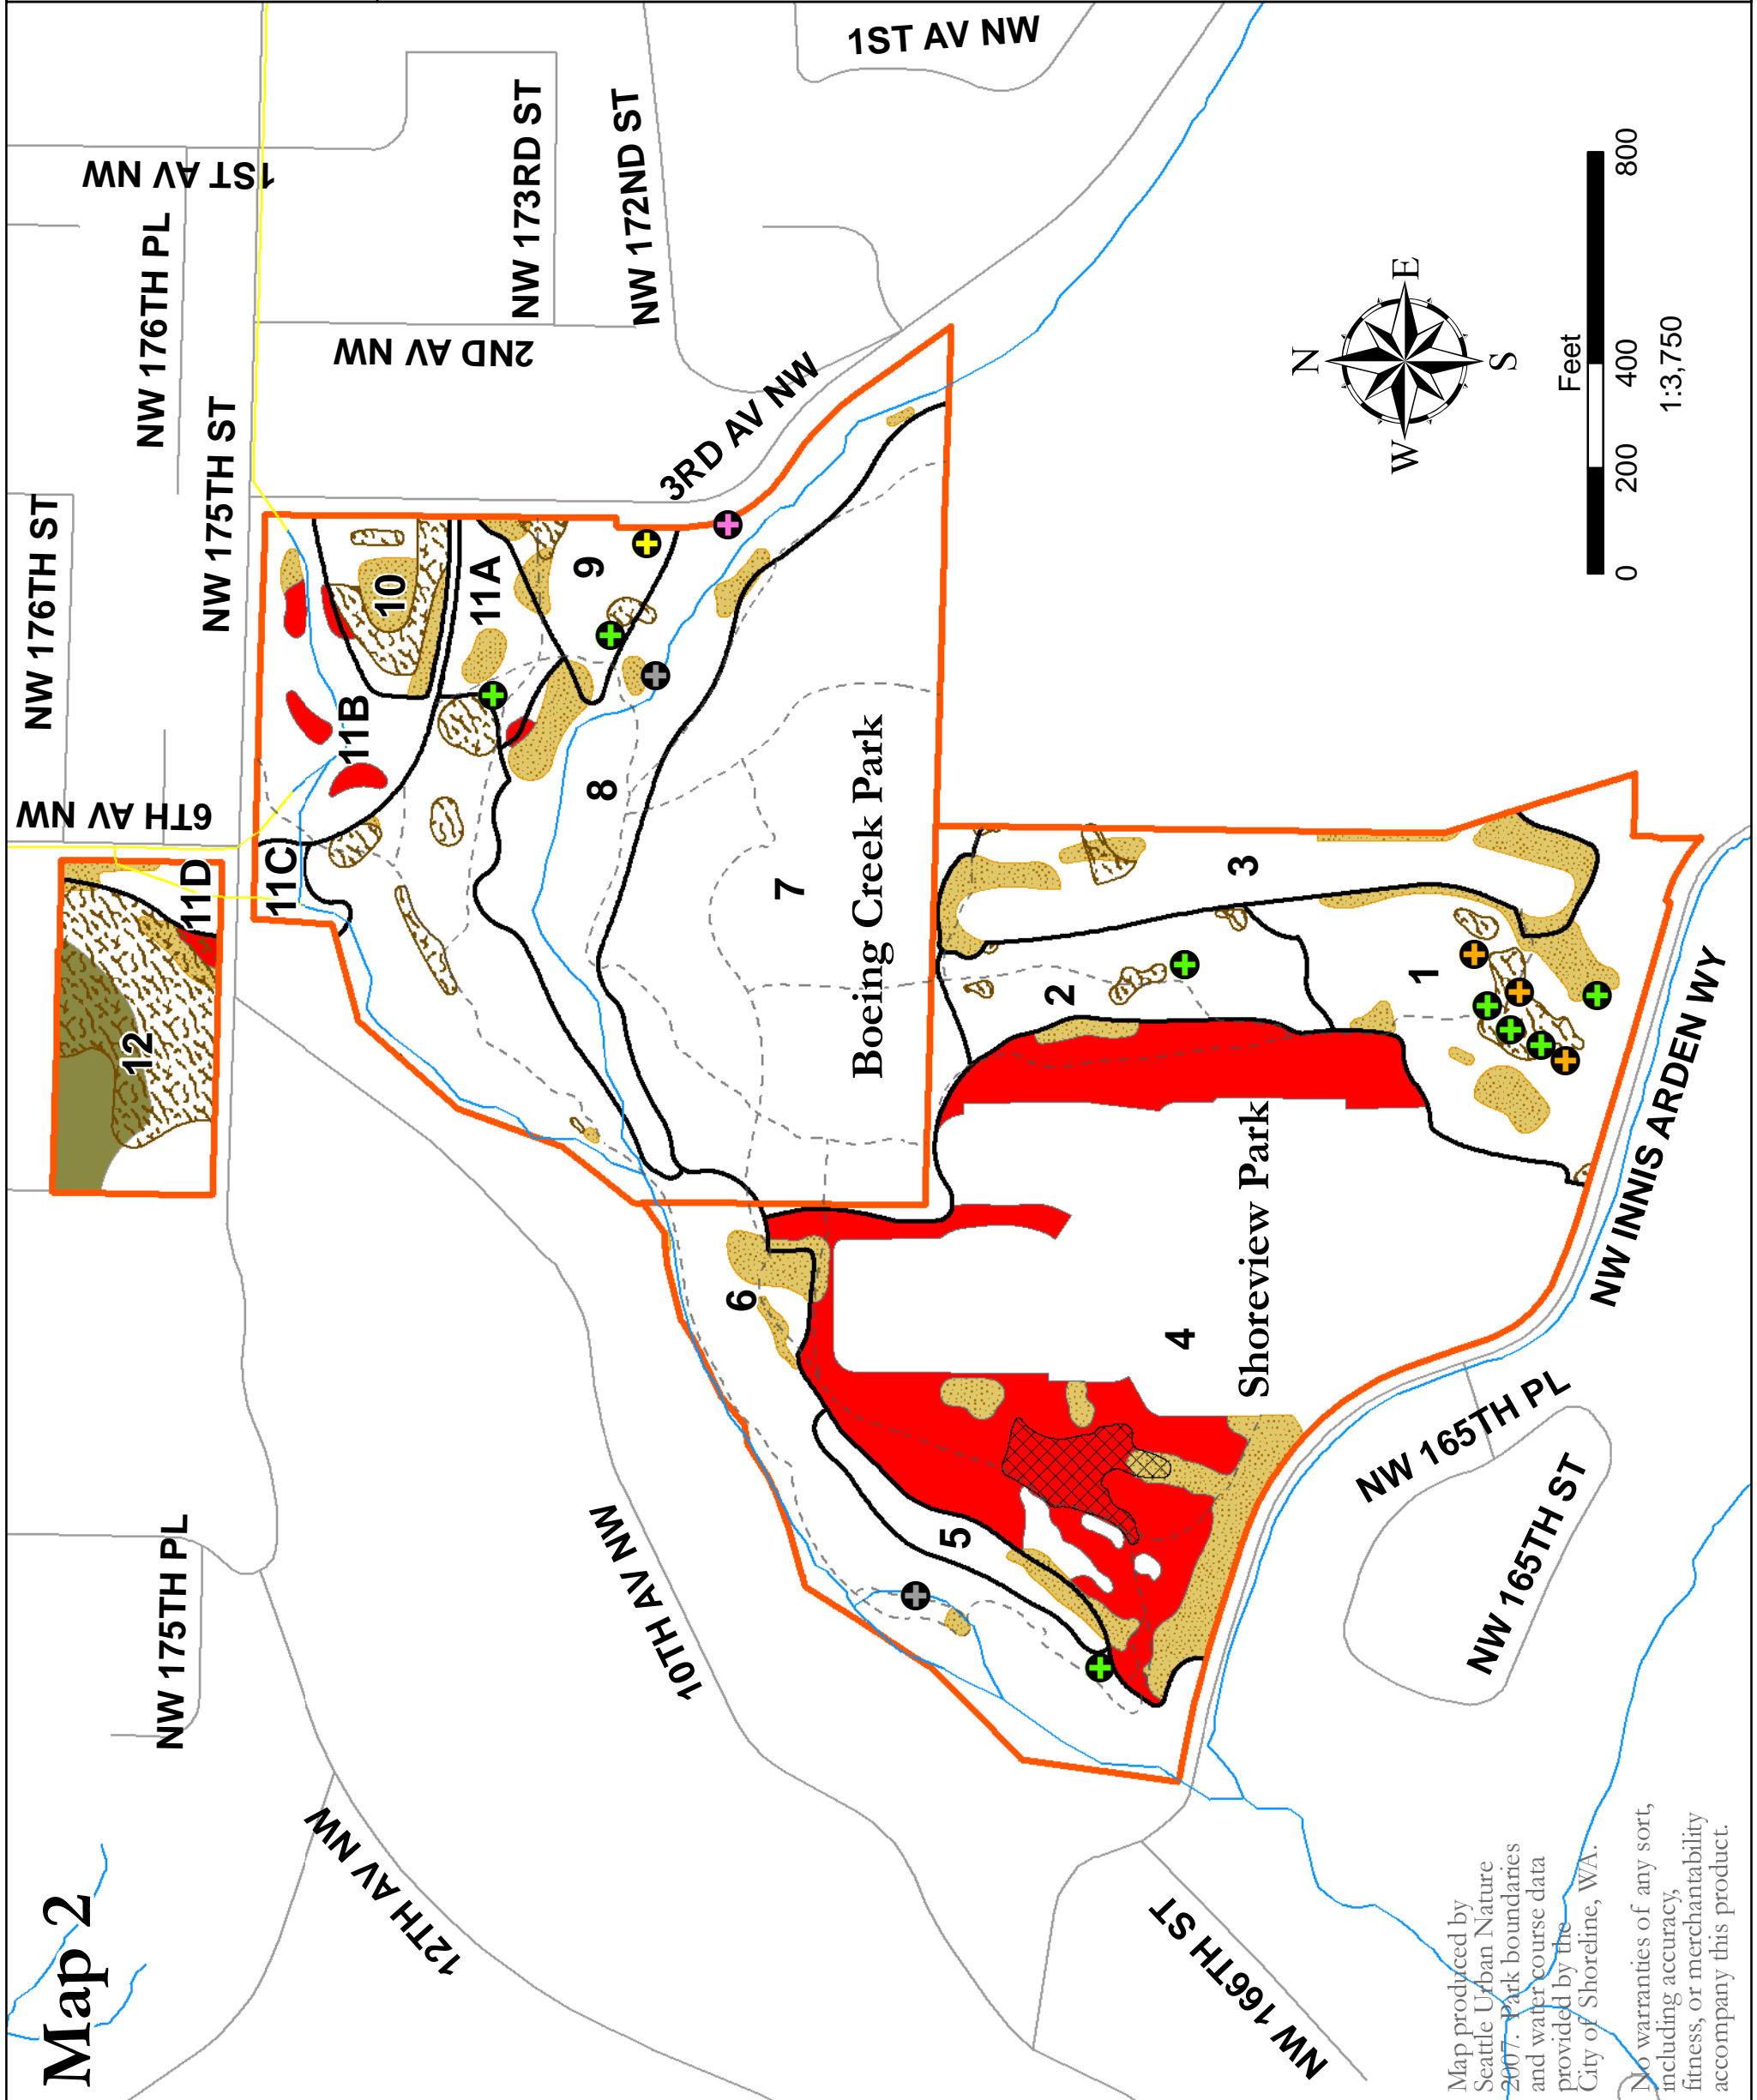 Map 2
12TH AV NW
NW 175TH PL
10TH AV NW
NW 166TH ST
NW 176TH ST
6TH AV NW
NW 175TH ST
NW 176TH PL
1ST AV NW
2ND AV NW
NW 173RD ST
NW 172ND ST
1ST AV NW
3RD AV NW
12
11D
11C
11B
10
11A
9
8
7
Boeing Creek Park
6
5
4
Shoreview Park
3
2
1
NW INNIS ARDEN WY
NW 165TH PL
NW 165TH ST
N
W
E
S
Feet
0
200
400
800
1:3,750
Map produced by
Seattle Urban Nature
2007. Park boundaries
and water course data
provided by the
City of Shoreline, WA.
No warranties of any sort,
including accuracy,
fitness, or merchantability
accompany this product.